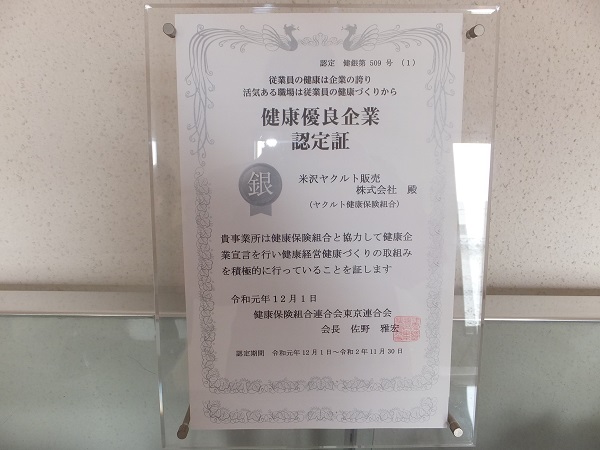 認定 健銀第 509 号 （1）
従業員の健康は企業の誇り
活気ある職場は従業員の健康づくりから
健康優良企業
認定証
銀
米沢ヤクルト販売
株式会社 殿
（ヤクルト健康保険組合）
貴事業所は健康保険組合と協力して健康企
業宣言を行い健康経営健康づくりの取組み
を積極的に行っていることを証します
令和元年１２月１日
健康保険組合連合会東京連合会
会長 佐野 雅宏
認定期間 令和元年12月1日～令和2年11月30日